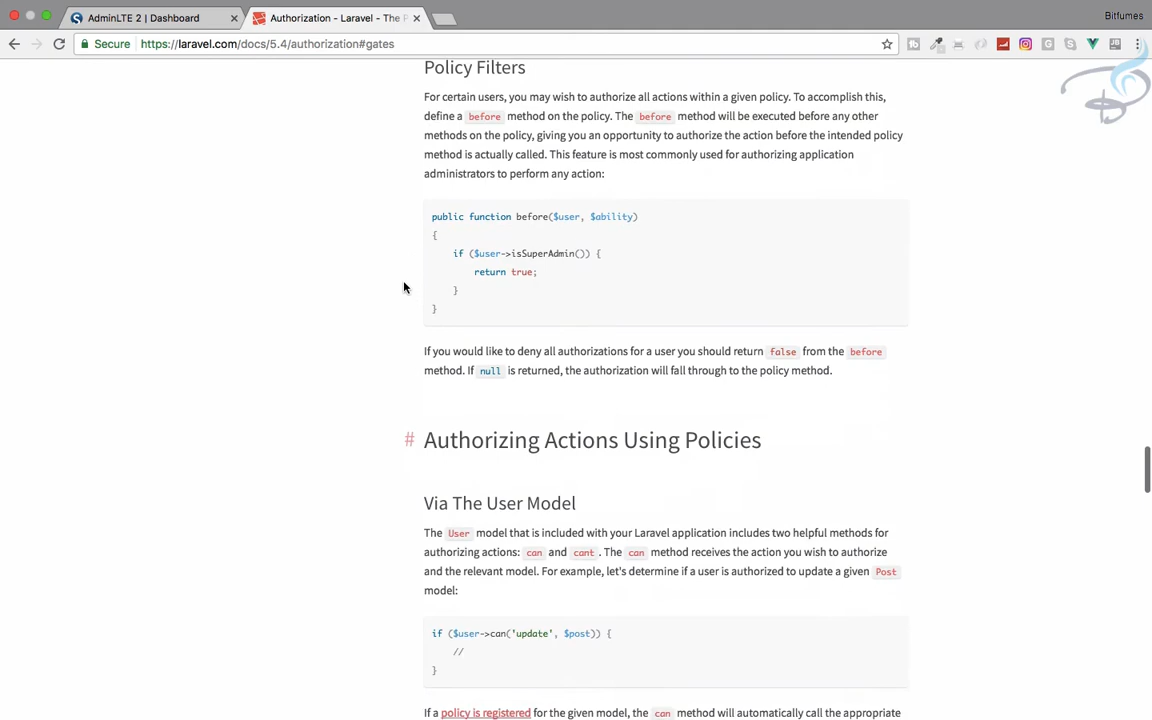 AdminLTE 2 | Dashboard
Authorization - Laravel - The P
Bitfumes
Secure https://laravel.com/docs/5.4/authorization#gates
Policy Filters
For certain users, you may wish to authorize all actions within a given policy. To accomplish this,
define a before method on the policy. The before method will be executed before any other
methods on the policy, giving you an opportunity to authorize the action before the intended policy
method is actually called. This feature is most commonly used for authorizing application
administrators to perform any action:
public function before($user, $ability)
{
if ($user->isSuperAdmin()) {
return true;
}
}
If you would like to deny all authorizations for a user you should return false from the before
method. If null is returned, the authorization will fall through to the policy method.
# Authorizing Actions Using Policies
Via The User Model
The User model that is included with your Laravel application includes two helpful methods for
authorizing actions: can and cant. The can method receives the action you wish to authorize
and the relevant model. For example, let's determine if a user is authorized to update a given Post
model:
if ($user->can('update', $post)) {
//
}
If a policy is registered for the given model, the can method will automatically call the appropriate